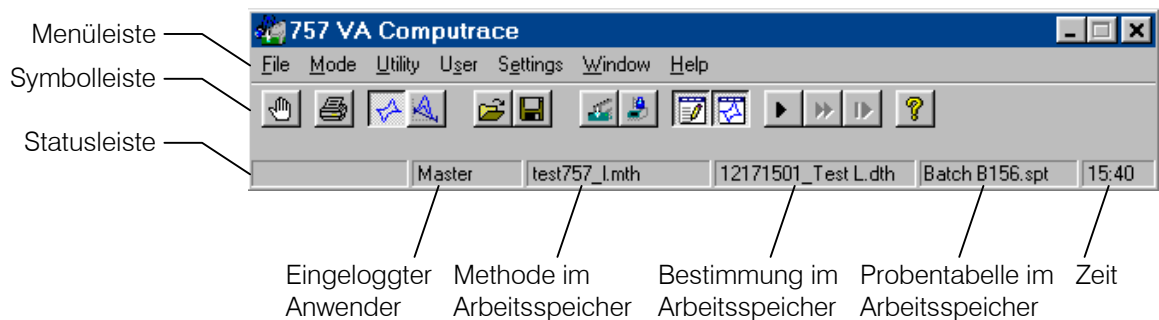 757 VA Computrace
Menüleiste
File Mode Utility User Settings Window Help
Symbolleiste
Statusleiste
Master test757_l.mth 12171501_Test L.dth Batch B156.spt 15:40
Eingeloggter Anwender
Methode im Arbeitsspeicher
Bestimmung im Arbeitsspeicher
Probentabelle im Arbeitsspeicher
Zeit